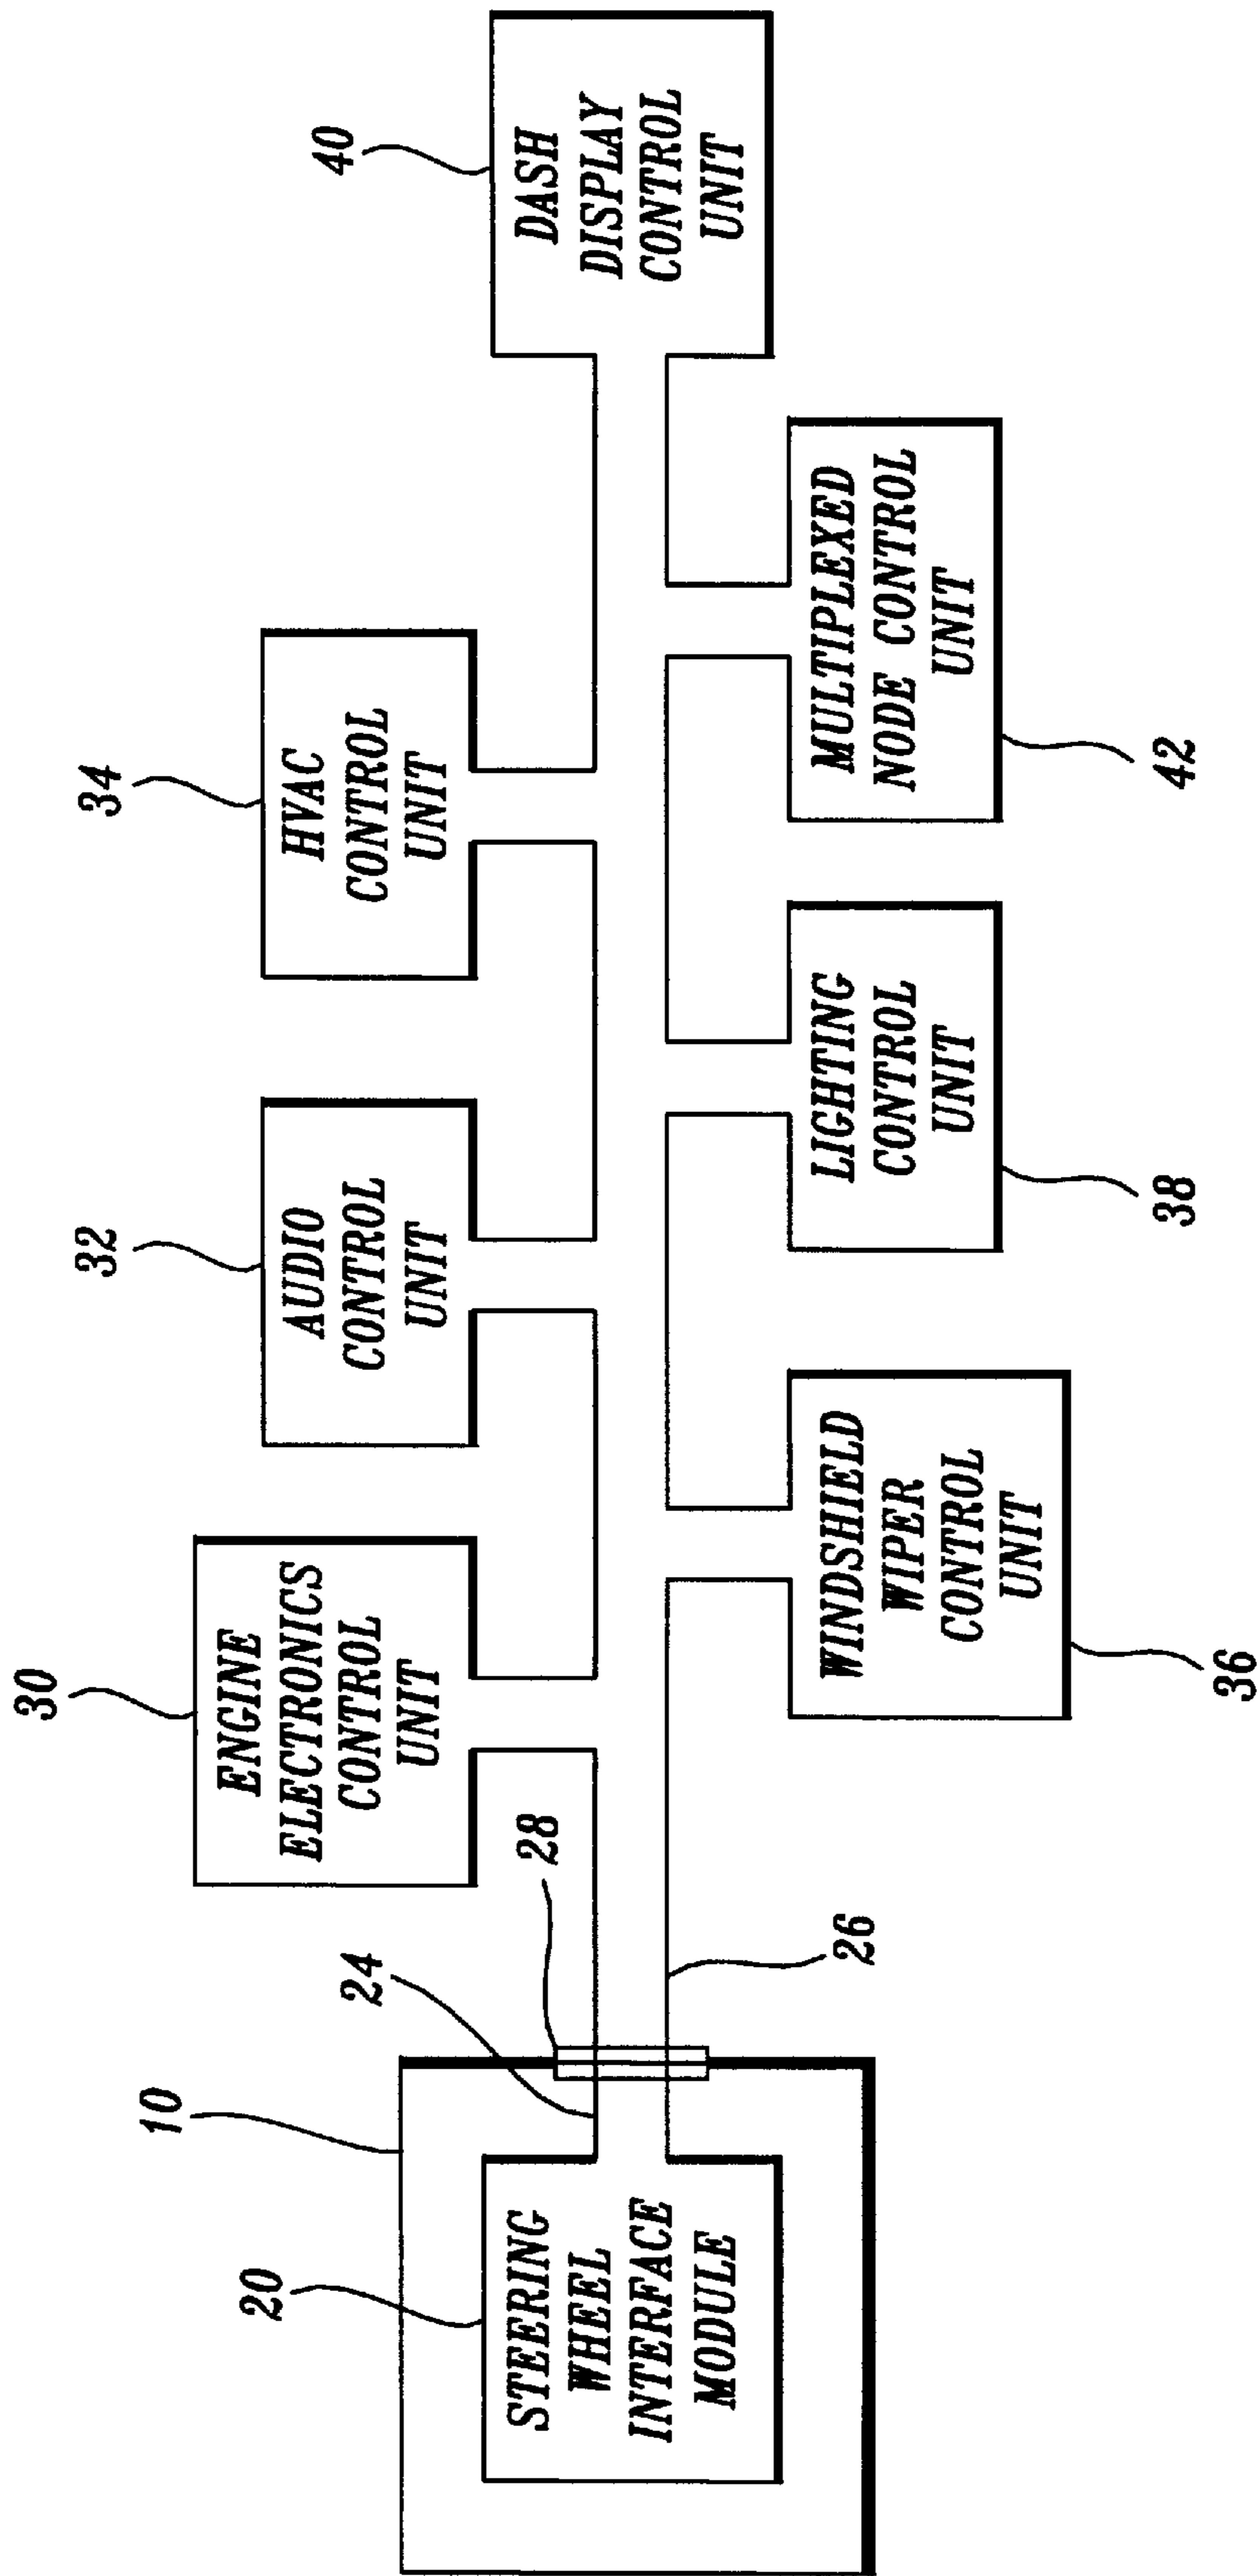 10
20
STEERING
WHEEL
INTERFACE
MODULE
24
28
26
30
ENGINE
ELECTRONICS
CONTROL
UNIT
32
AUDIO
CONTROL
UNIT
34
HVAC
CONTROL
UNIT
40
DASH
DISPLAY
CONTROL
UNIT
WINDSHIELD
WIPER
CONTROL
UNIT
36
LIGHTING
CONTROL
UNIT
38
MULTIPLEXED
NODE CONTROL
UNIT
42